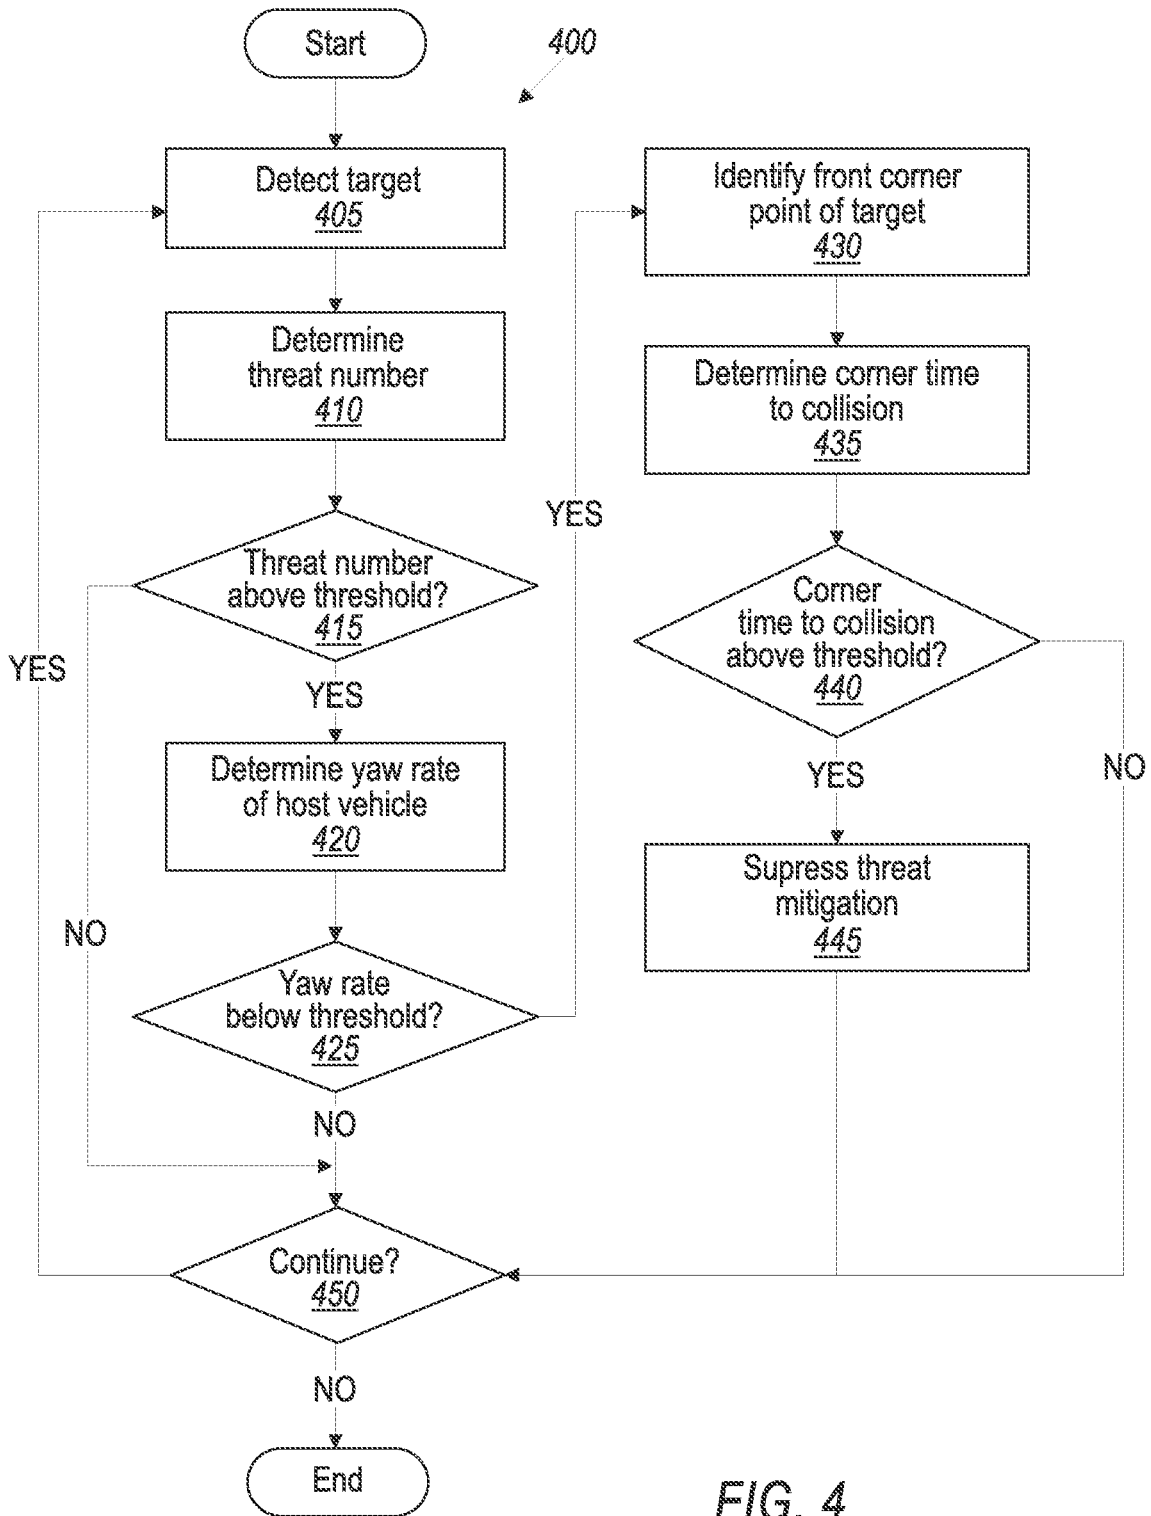 Start
400
Detect target
405
Determine
threat number
410
Threat number
above threshold?
415
YES
NO
Determine yaw rate
of host vehicle
420
Yaw rate
below threshold?
425
YES
NO
Identify front corner
point of target
430
Determine corner time
to collision
435
Corner
time to collision
above threshold?
440
YES
NO
Supress threat
mitigation
445
Continue?
450
YES
NO
End
FIG. 4